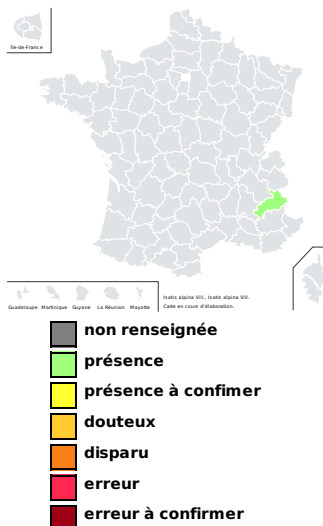 Île-de-France
Guadeloupe Martinique Guyane La Réunion Mayotte
Isatis alpina Vill., Isatis alpina Vill.
Carte en cours d'élaboration.
non renseignée
présence
présence à confimer
douteux
disparu
erreur
erreur à confirmer